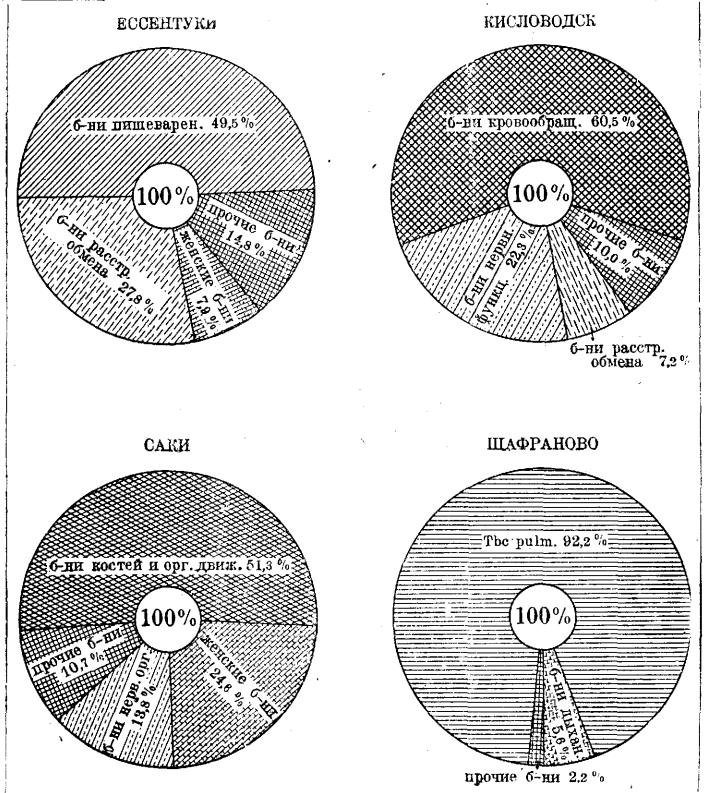 ЕССЕНТУКИ
б-ни пищеварен. 49,5%
100%
прочие б-ни
14,8%
женские б-ни
7,9%
б-ни расстр.
обмена 27,8%
КИСЛОВОДСК
б-ни кровообращ. 60,5%
100%
прочие б-ни
10,0%
б-ни нервн.
функц. 22,3%
б-ни расстр.
обмена 7,2%
САКИ
б-ни костей и орг. движ. 51,3%
100%
прочие б-ни
10,7%
б-ни нерв. орг.
13,8%
женские б-ни
24,6%
ШАФРАНОВО
Tbc pulm. 92,2%
100%
б-ни дыхан.
5,6%
прочие б-ни 2,2%